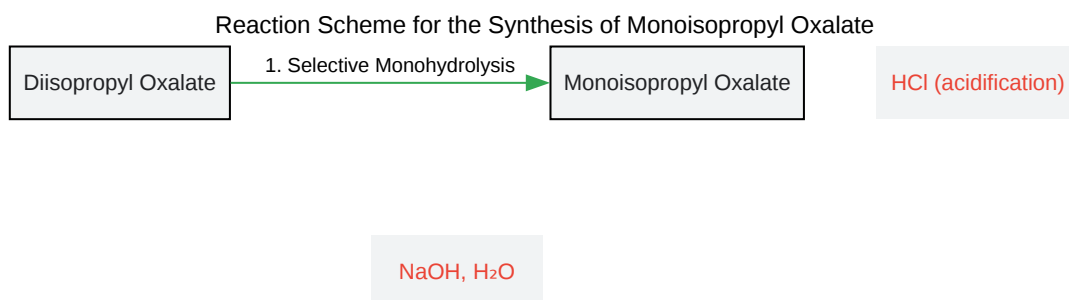 Reaction Scheme for the Synthesis of Monoisopropyl Oxalate
Diisopropyl Oxalate
1. Selective Monohydrolysis
Monoisopropyl Oxalate
HCl (acidification)
NaOH, H₂O